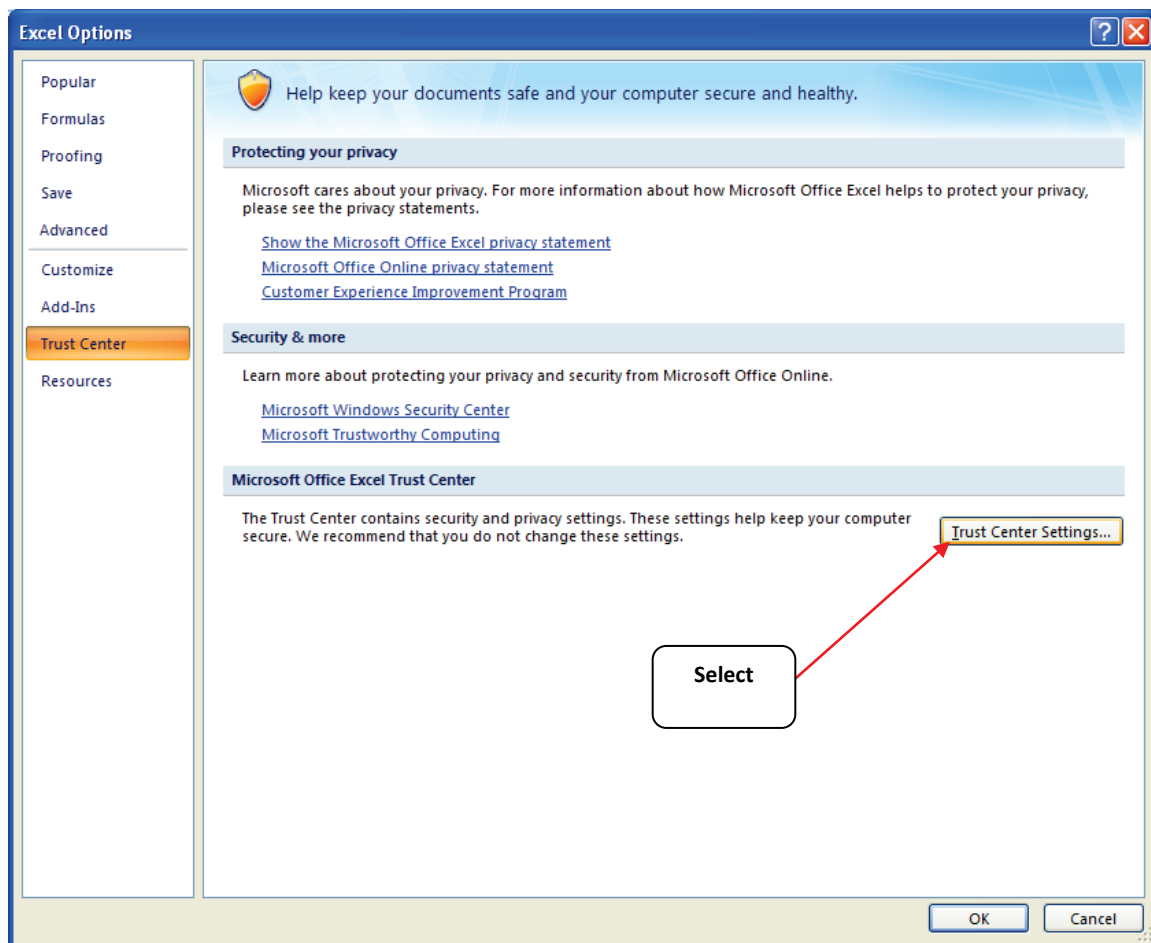 Excel Options
?
Popular
Formulas
Proofing
Save
Advanced
Customize
Add-Ins
Trust Center
Resources
Help keep your documents safe and your computer secure and healthy.
Protecting your privacy
Microsoft cares about your privacy. For more information about how Microsoft Office Excel helps to protect your privacy,
please see the privacy statements.
Show the Microsoft Office Excel privacy statement
Microsoft Office Online privacy statement
Customer Experience Improvement Program
Security & more
Learn more about protecting your privacy and security from Microsoft Office Online.
Microsoft Windows Security Center
Microsoft Trustworthy Computing
Microsoft Office Excel Trust Center
The Trust Center contains security and privacy settings. These settings help keep your computer
secure. We recommend that you do not change these settings.
Trust Center Settings...
Select
OK
Cancel